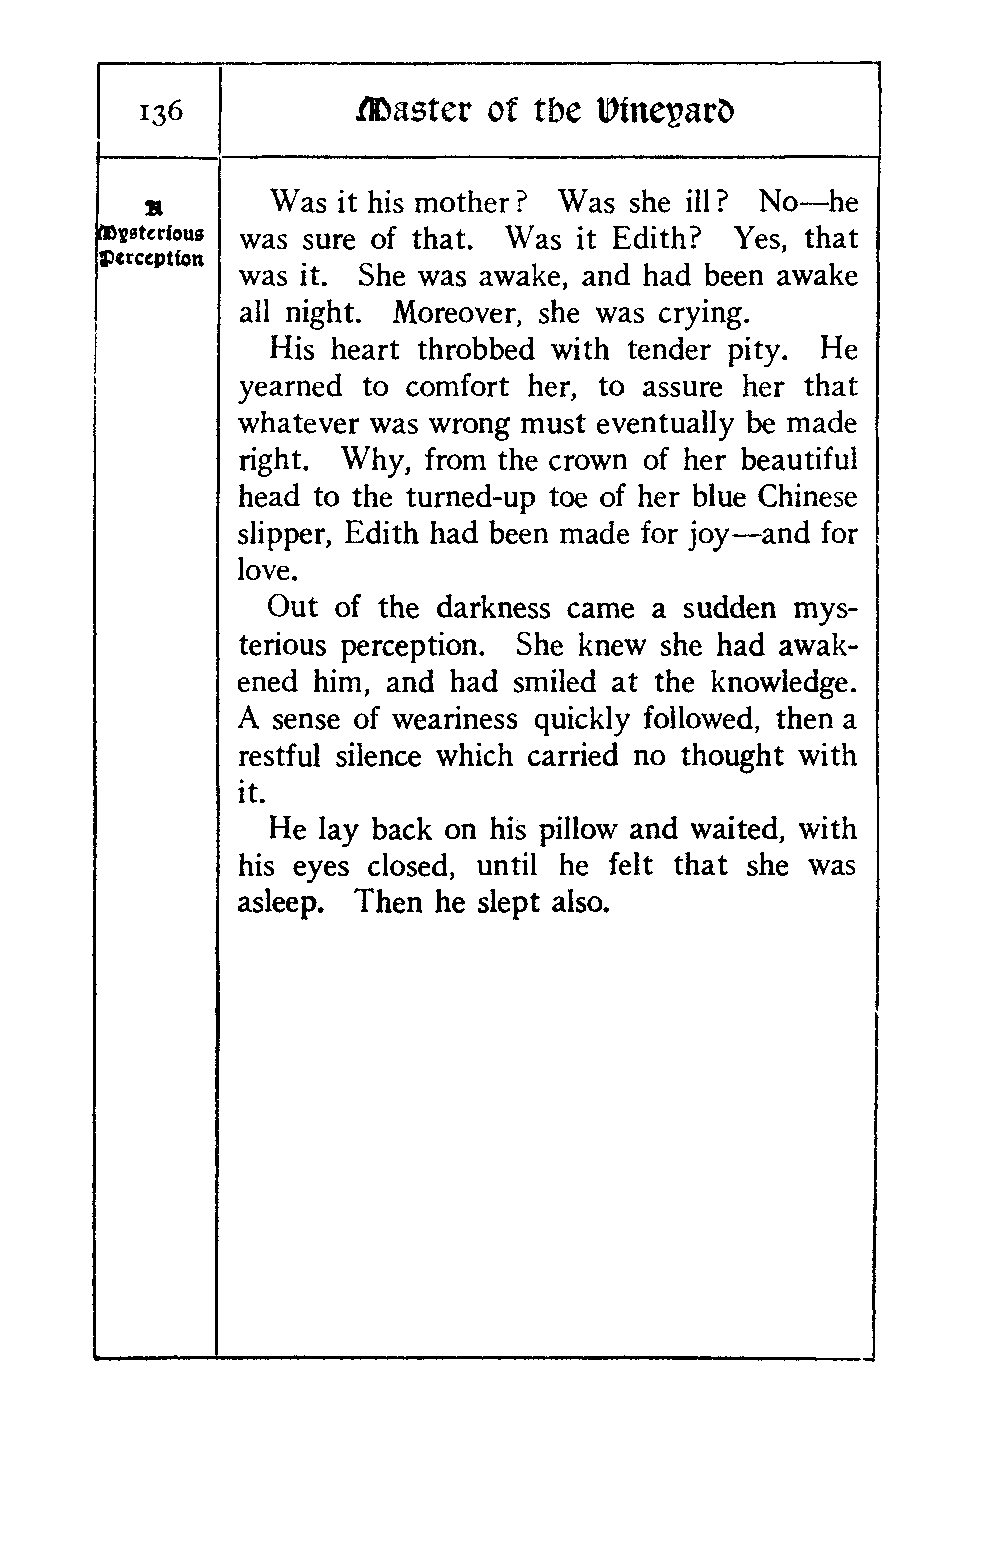 136
Master of the Vineyard
A
Mysterious
Perception
Was it his mother? Was she ill? No—he
was sure of that. Was it Edith? Yes, that
was it. She was awake, and had been awake
all night. Moreover, she was crying.
His heart throbbed with tender pity. He
yearned to comfort her, to assure her that
whatever was wrong must eventually be made
right. Why, from the crown of her beautiful
head to the turned-up toe of her blue Chinese
slipper, Edith had been made for joy—and for
love.
Out of the darkness came a sudden mys-
terious perception. She knew she had awak-
ened him, and had smiled at the knowledge.
A sense of weariness quickly followed, then a
restful silence which carried no thought with
it.
He lay back on his pillow and waited, with
his eyes closed, until he felt that she was
asleep. Then he slept also.